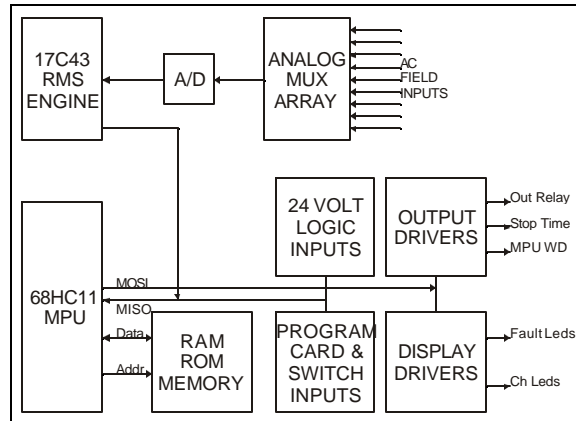 17C43
RMS
ENGINE
A/D
ANALOG
MUX
ARRAY
AC
FIELD
INPUTS
24 VOLT
LOGIC
INPUTS
OUTPUT
DRIVERS
Out Relay
Stop Time
MPU WD
68HC11
MPU
MOSI
MISO
Data
Addr
RAM
ROM
MEMORY
PROGRAM
CARD &
SWITCH
INPUTS
DISPLAY
DRIVERS
Fault Leds
Ch Leds